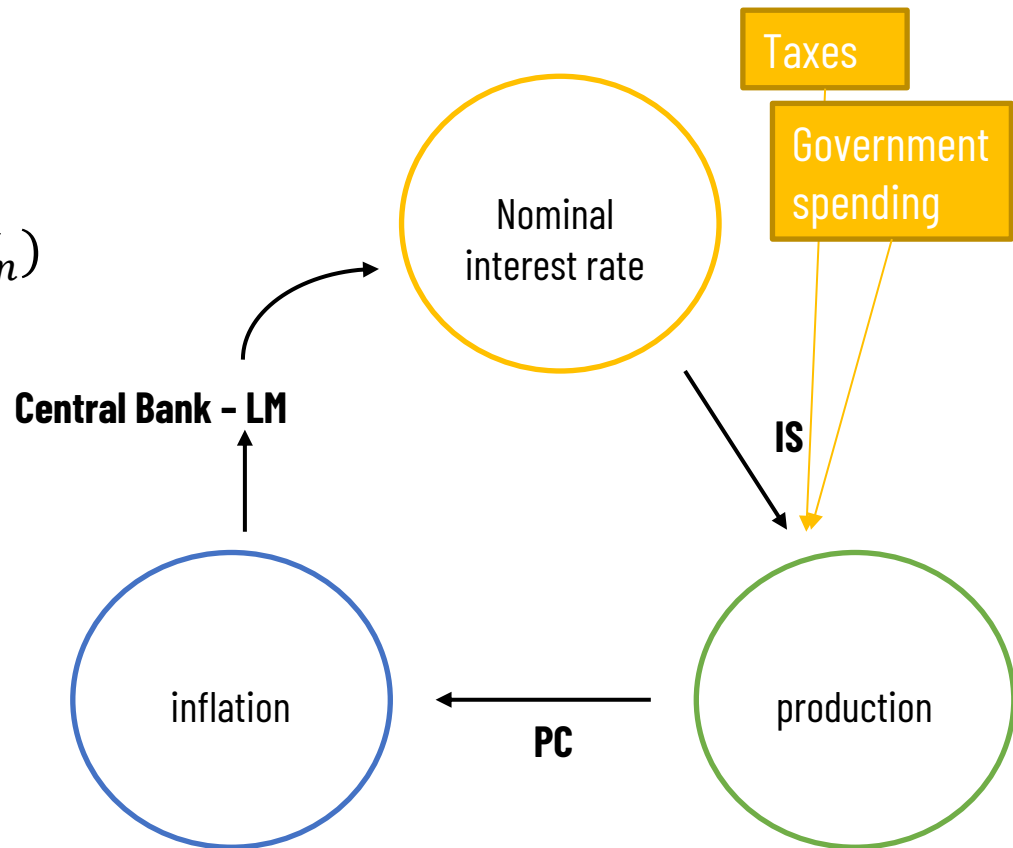 Taxes
Government
spending
Nominal
interest rate
n)
Central Bank – LM
IS
inflation
production
PC